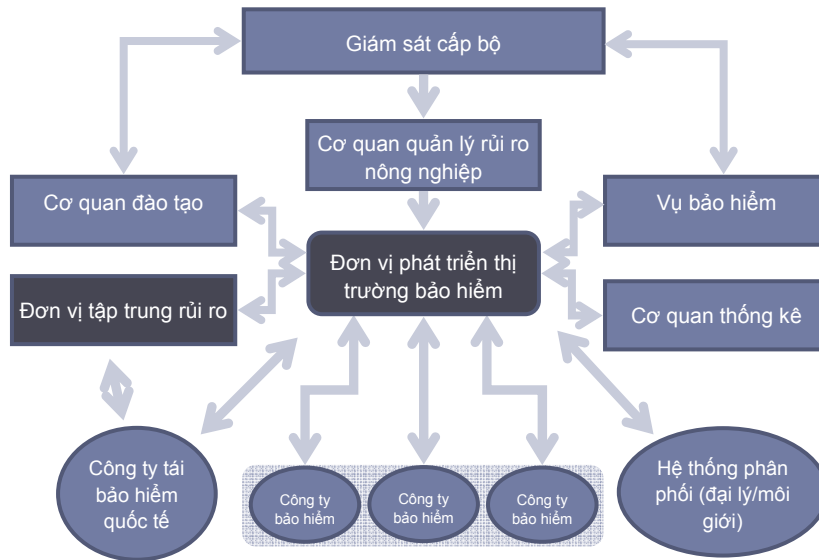 Giám sát cấp bộ
Cơ quan quản lý rủi ro
nông nghiệp
Cơ quan đào tạo
Vụ bảo hiểm
Đơn vị phát triển thị
trường bảo hiểm
Đơn vị tập trung rủi ro
Cơ quan thống kê
Công ty tái
bảo hiểm
quốc tế
Công ty
bảo hiểm
Công ty
bảo hiểm
Công ty
bảo hiểm
Hệ thống phân
phối (đại lý/môi
giới)